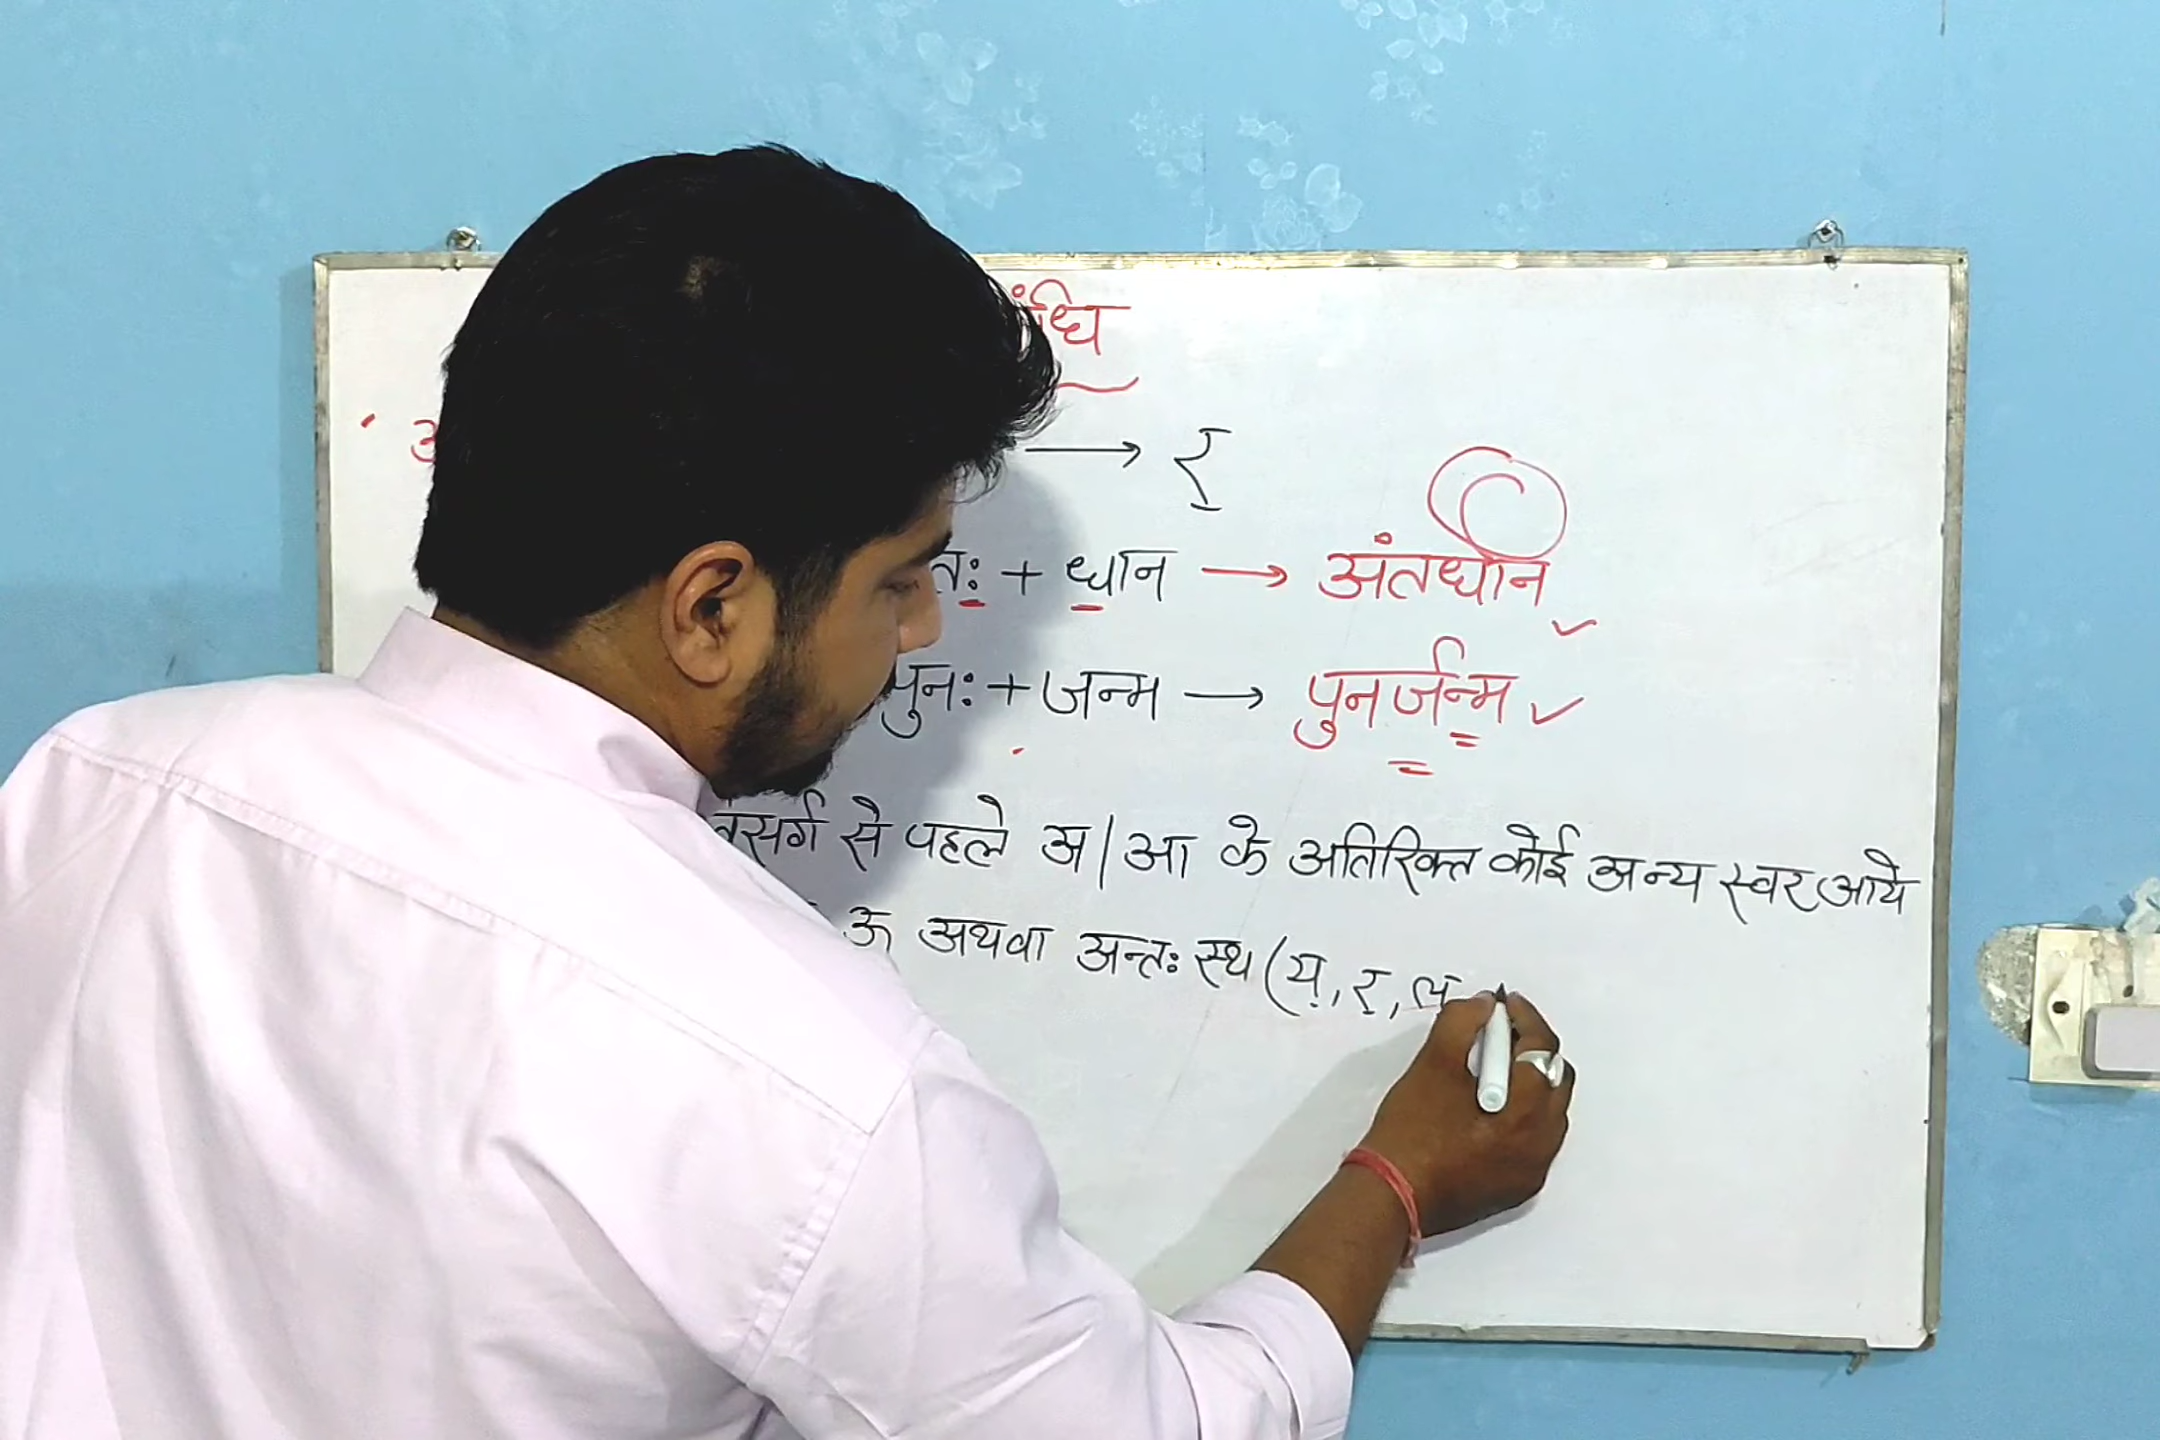 ंधि
→ र्
तः + धान → अंतर्धान
पुनः + जन्म → पुनर्जन्म
विसर्ग से पहले अ|आ के अतिरिक्त कोई अन्य स्वर आये
ऊ अथवा अन्तः स्थ (य्, र्, ल्